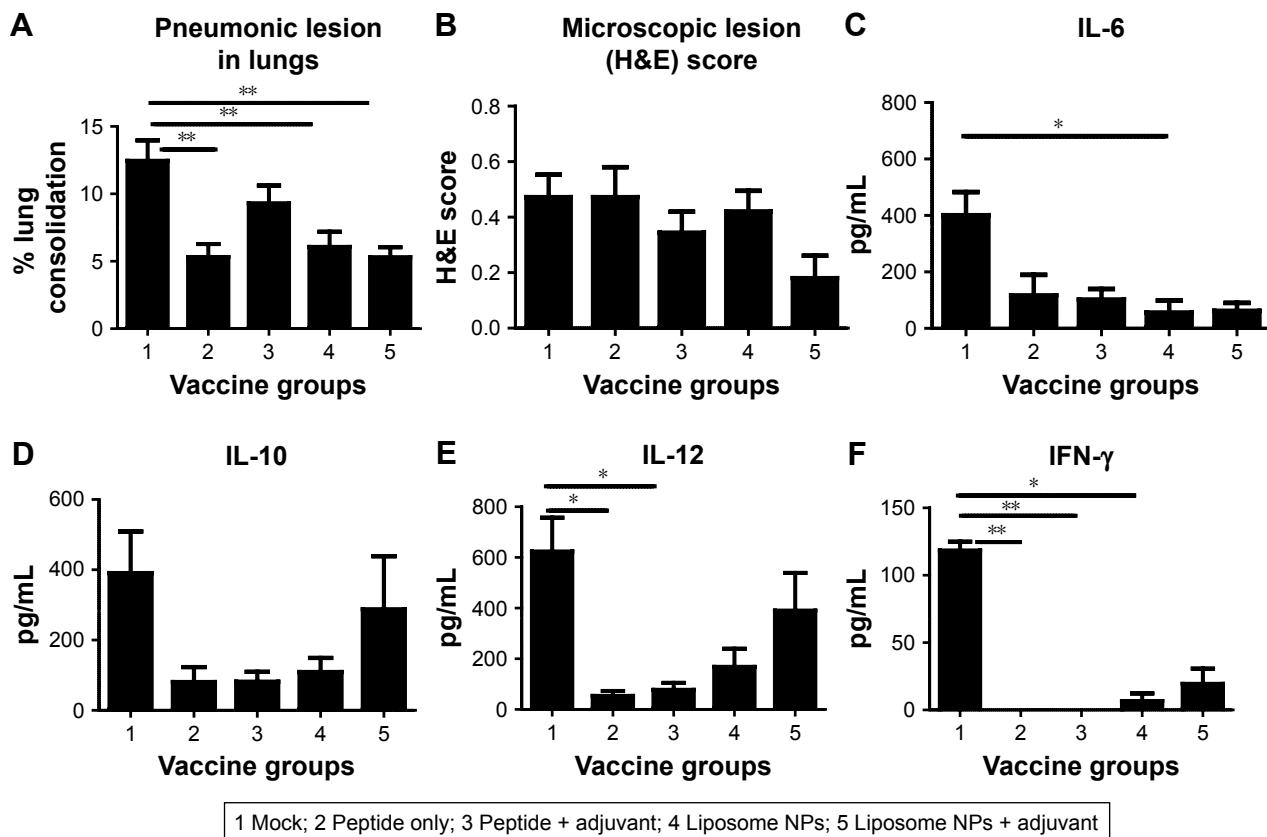 A
Pneumonic lesion
in lungs
**
**
**
15
10
5
0
% lung
consolidation
1 2 3 4 5
Vaccine groups
B
Microscopic lesion
(H&E) score
0.8
0.6
0.4
0.2
0.0
H&E score
1 2 3 4 5
Vaccine groups
C
IL-6
*
800
600
400
200
0
pg/mL
1 2 3 4 5
Vaccine groups
D
IL-10
600
400
200
0
pg/mL
1 2 3 4 5
Vaccine groups
E
IL-12
*
*
800
600
400
200
0
pg/mL
1 2 3 4 5
Vaccine groups
F
IFN-γ
*
**
**
150
100
50
0
pg/mL
1 2 3 4 5
Vaccine groups
1 Mock; 2 Peptide only; 3 Peptide + adjuvant; 4 Liposome NPs; 5 Liposome NPs + adjuvant